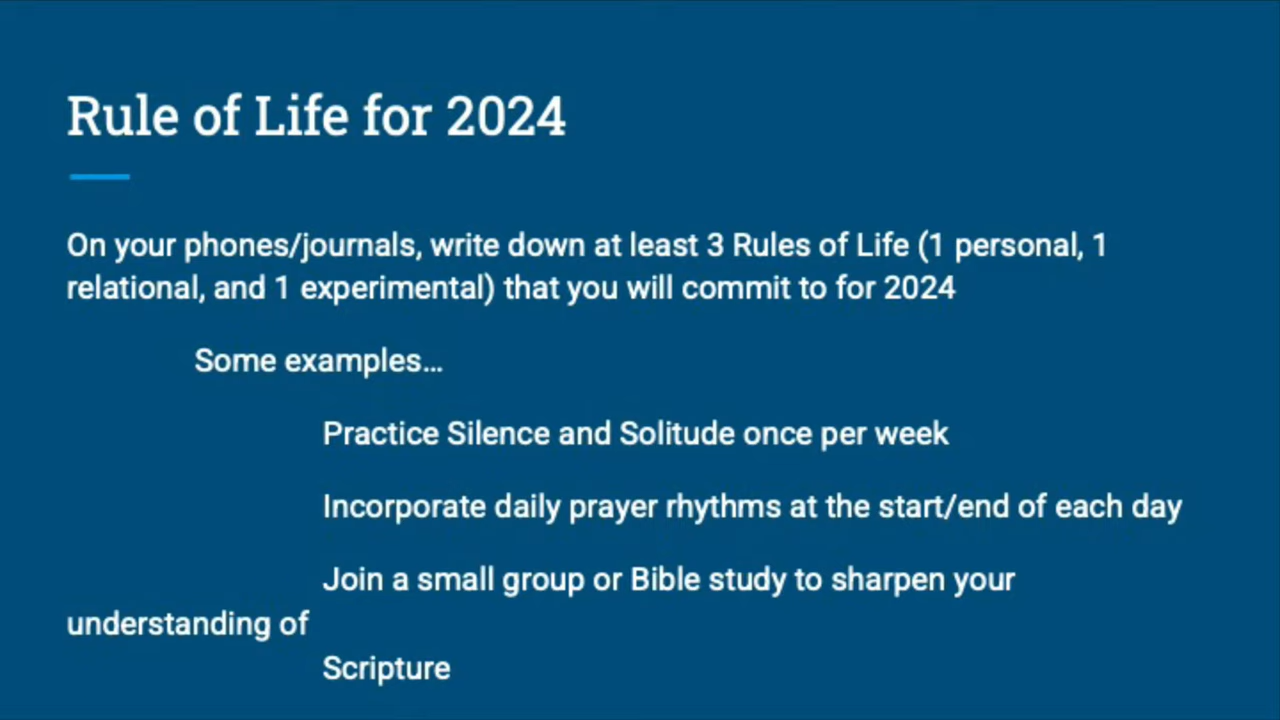 Rule of Life for 2024
On your phones/journals, write down at least 3 Rules of Life (1 personal, 1
relational, and 1 experimental) that you will commit to for 2024
Some examples…
Practice Silence and Solitude once per week
Incorporate daily prayer rhythms at the start/end of each day
Join a small group or Bible study to sharpen your
understanding of
Scripture